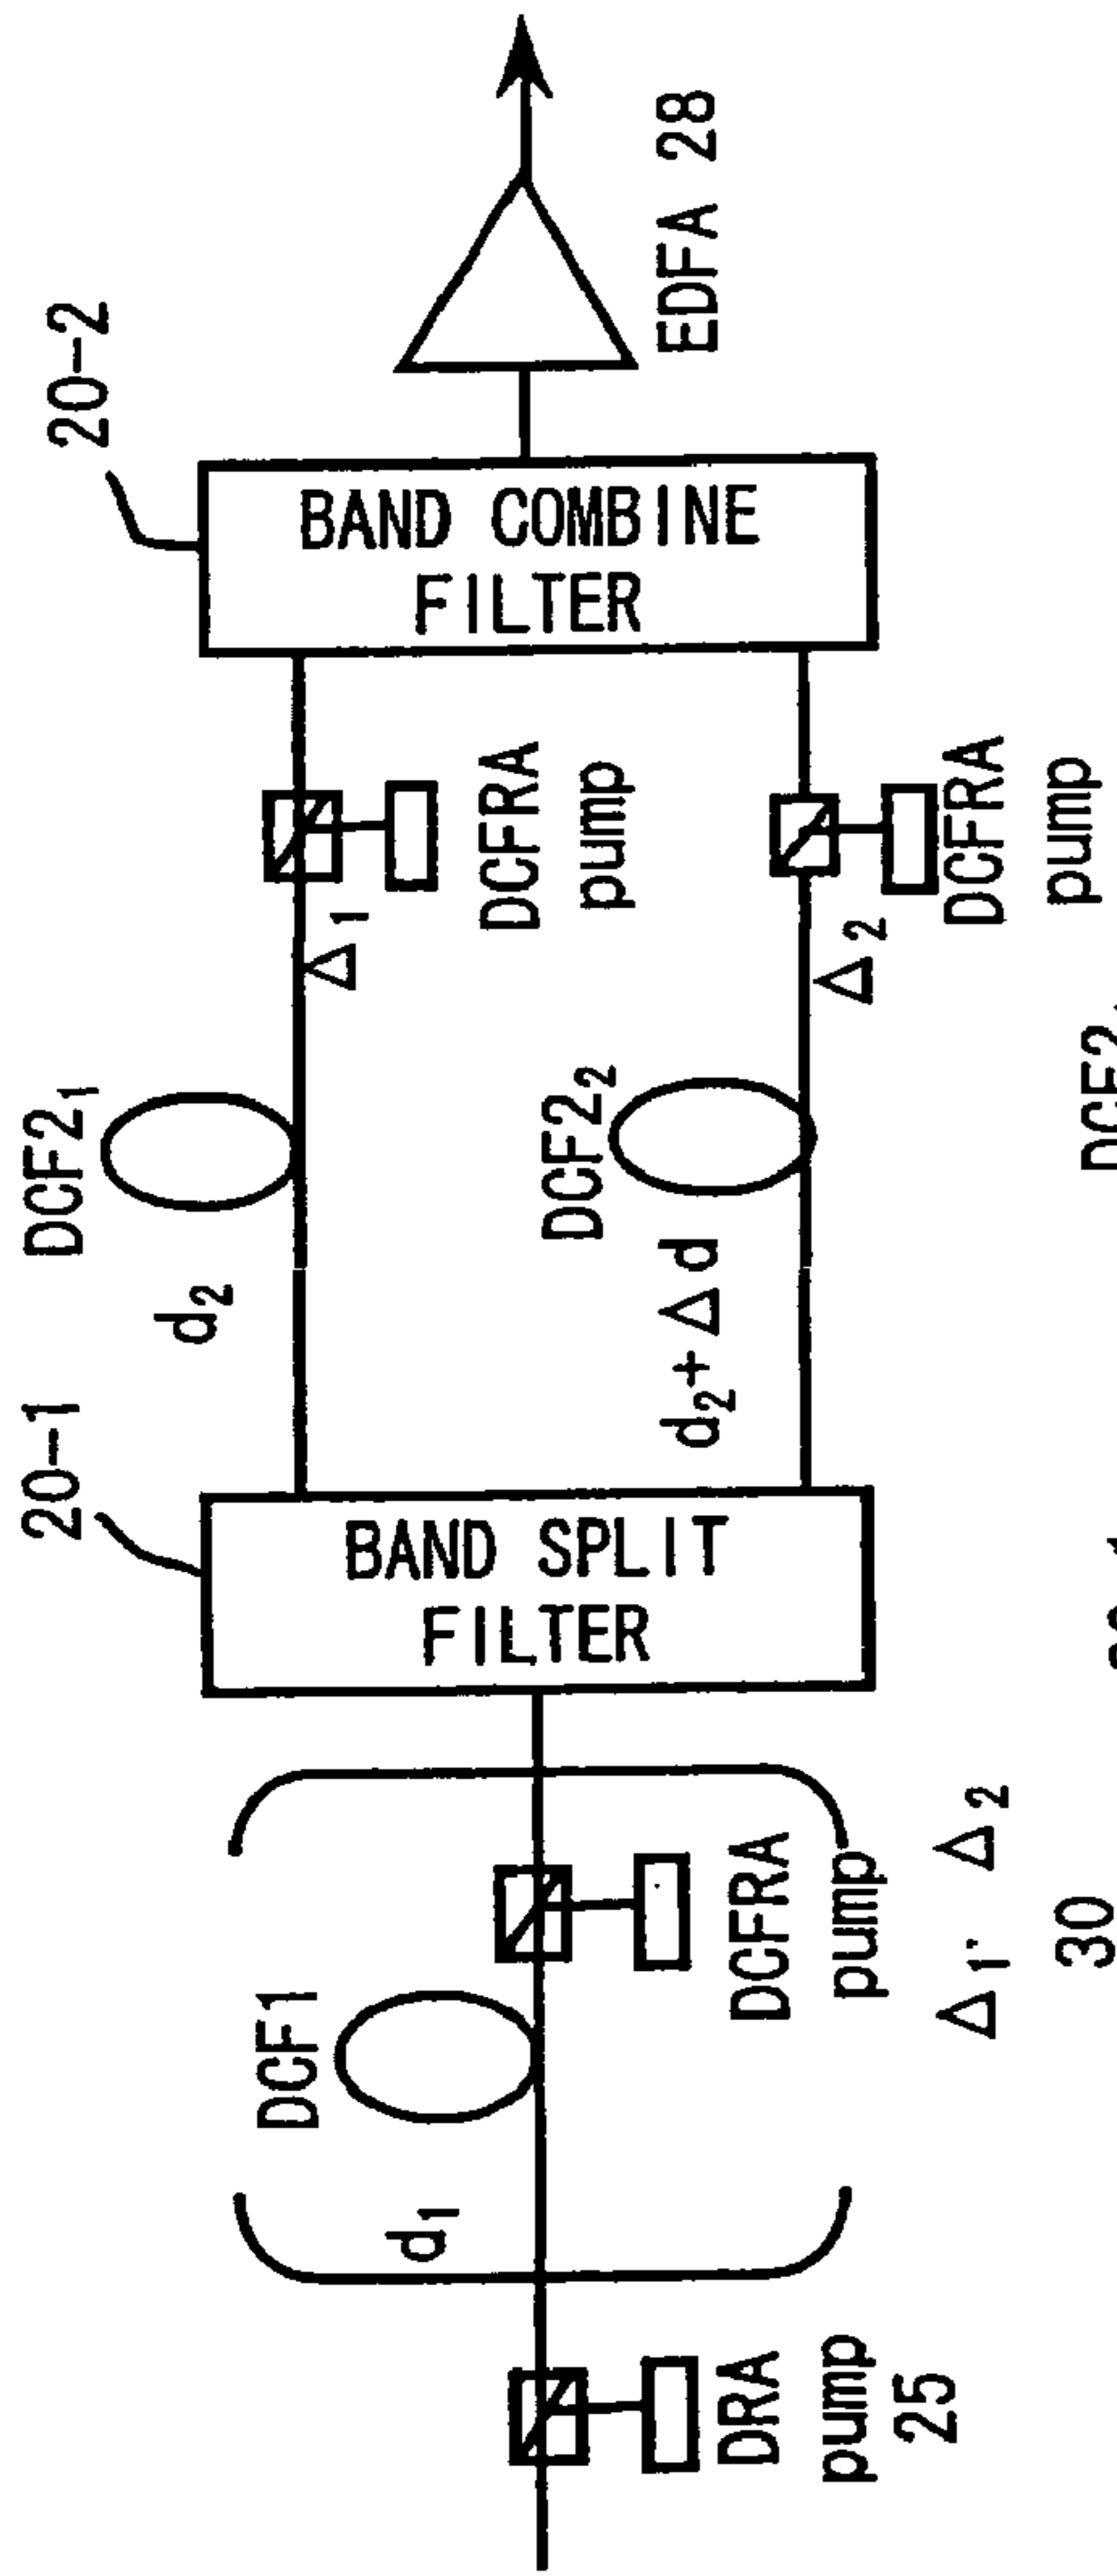 20-1
20-2
DCF2₁
d₂
Δ₁
DCFRA
pump
BAND SPLIT
FILTER
BAND COMBINE
FILTER
EDFA 28
DCF1
d₁
DRA
pump
25
DCFRA
pump
Δ₁' Δ₂
30
DCF2₂
d₂+Δd
Δ₂
DCFRA
pump
DCF2